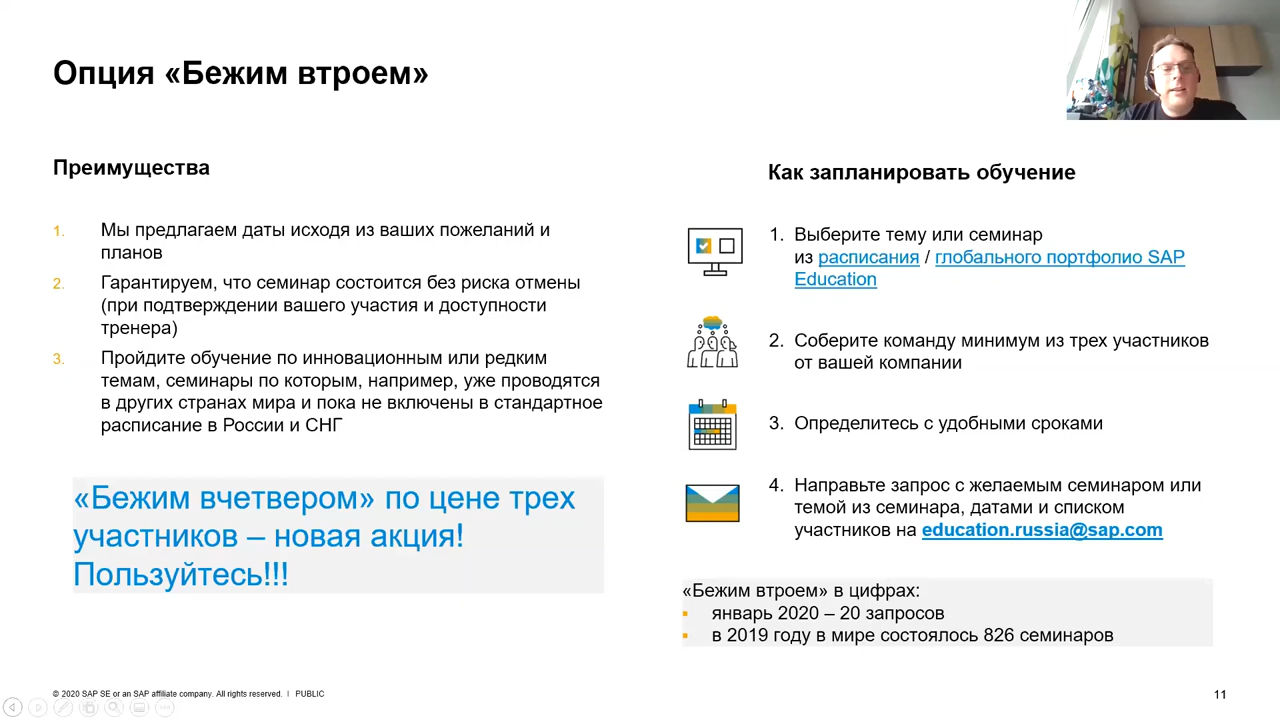 Опция «Бежим втроем»
Преимущества
1. Мы предлагаем даты исходя из ваших пожеланий и
планов
2. Гарантируем, что семинар состоится без риска отмены
(при подтверждении вашего участия и доступности
тренера)
3. Пройдите обучение по инновационным или редким
темам, семинары по которым, например, уже проводятся
в других странах мира и пока не включены в стандартное
расписание в России и СНГ
«Бежим вчетвером» по цене трех
участников – новая акция!
Пользуйтесь!!!
Как запланировать обучение
1. Выберите тему или семинар
из расписания / глобального портфолио SAP
Education
2. Соберите команду минимум из трех участников
от вашей компании
3. Определитесь с удобными сроками
4. Направьте запрос с желаемым семинаром или
темой из семинара, датами и списком
участников на education.russia@sap.com
«Бежим втроем» в цифрах:
▪ январь 2020 – 20 запросов
▪ в 2019 году в мире состоялось 826 семинаров
© 2020 SAP SE or an SAP affiliate company. All rights reserved. | PUBLIC
11